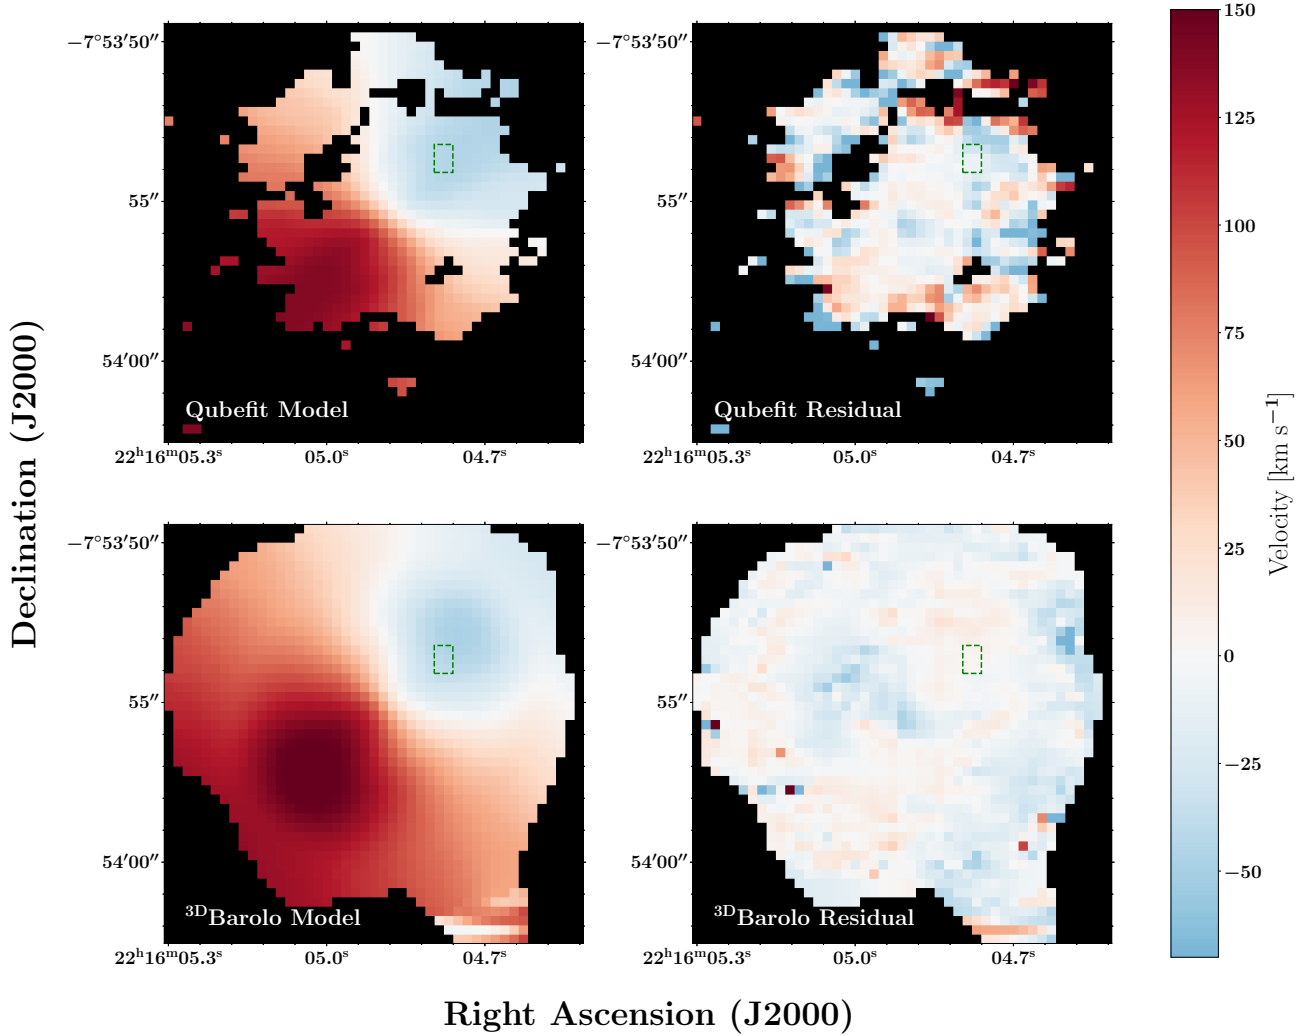 −7°53′50″
55″
54′00″
Qubefit Model
22ʰ16ᵐ05.3ˢ 05.0ˢ 04.7ˢ
−7°53′50″
55″
54′00″
Qubefit Residual
22ʰ16ᵐ05.3ˢ 05.0ˢ 04.7ˢ
−7°53′50″
55″
54′00″
³ᴰBarolo Model
22ʰ16ᵐ05.3ˢ 05.0ˢ 04.7ˢ
−7°53′50″
55″
54′00″
³ᴰBarolo Residual
22ʰ16ᵐ05.3ˢ 05.0ˢ 04.7ˢ
Declination (J2000)
Right Ascension (J2000)
150
125
100
75
50
25
0
−25
−50
Velocity [km s⁻¹]